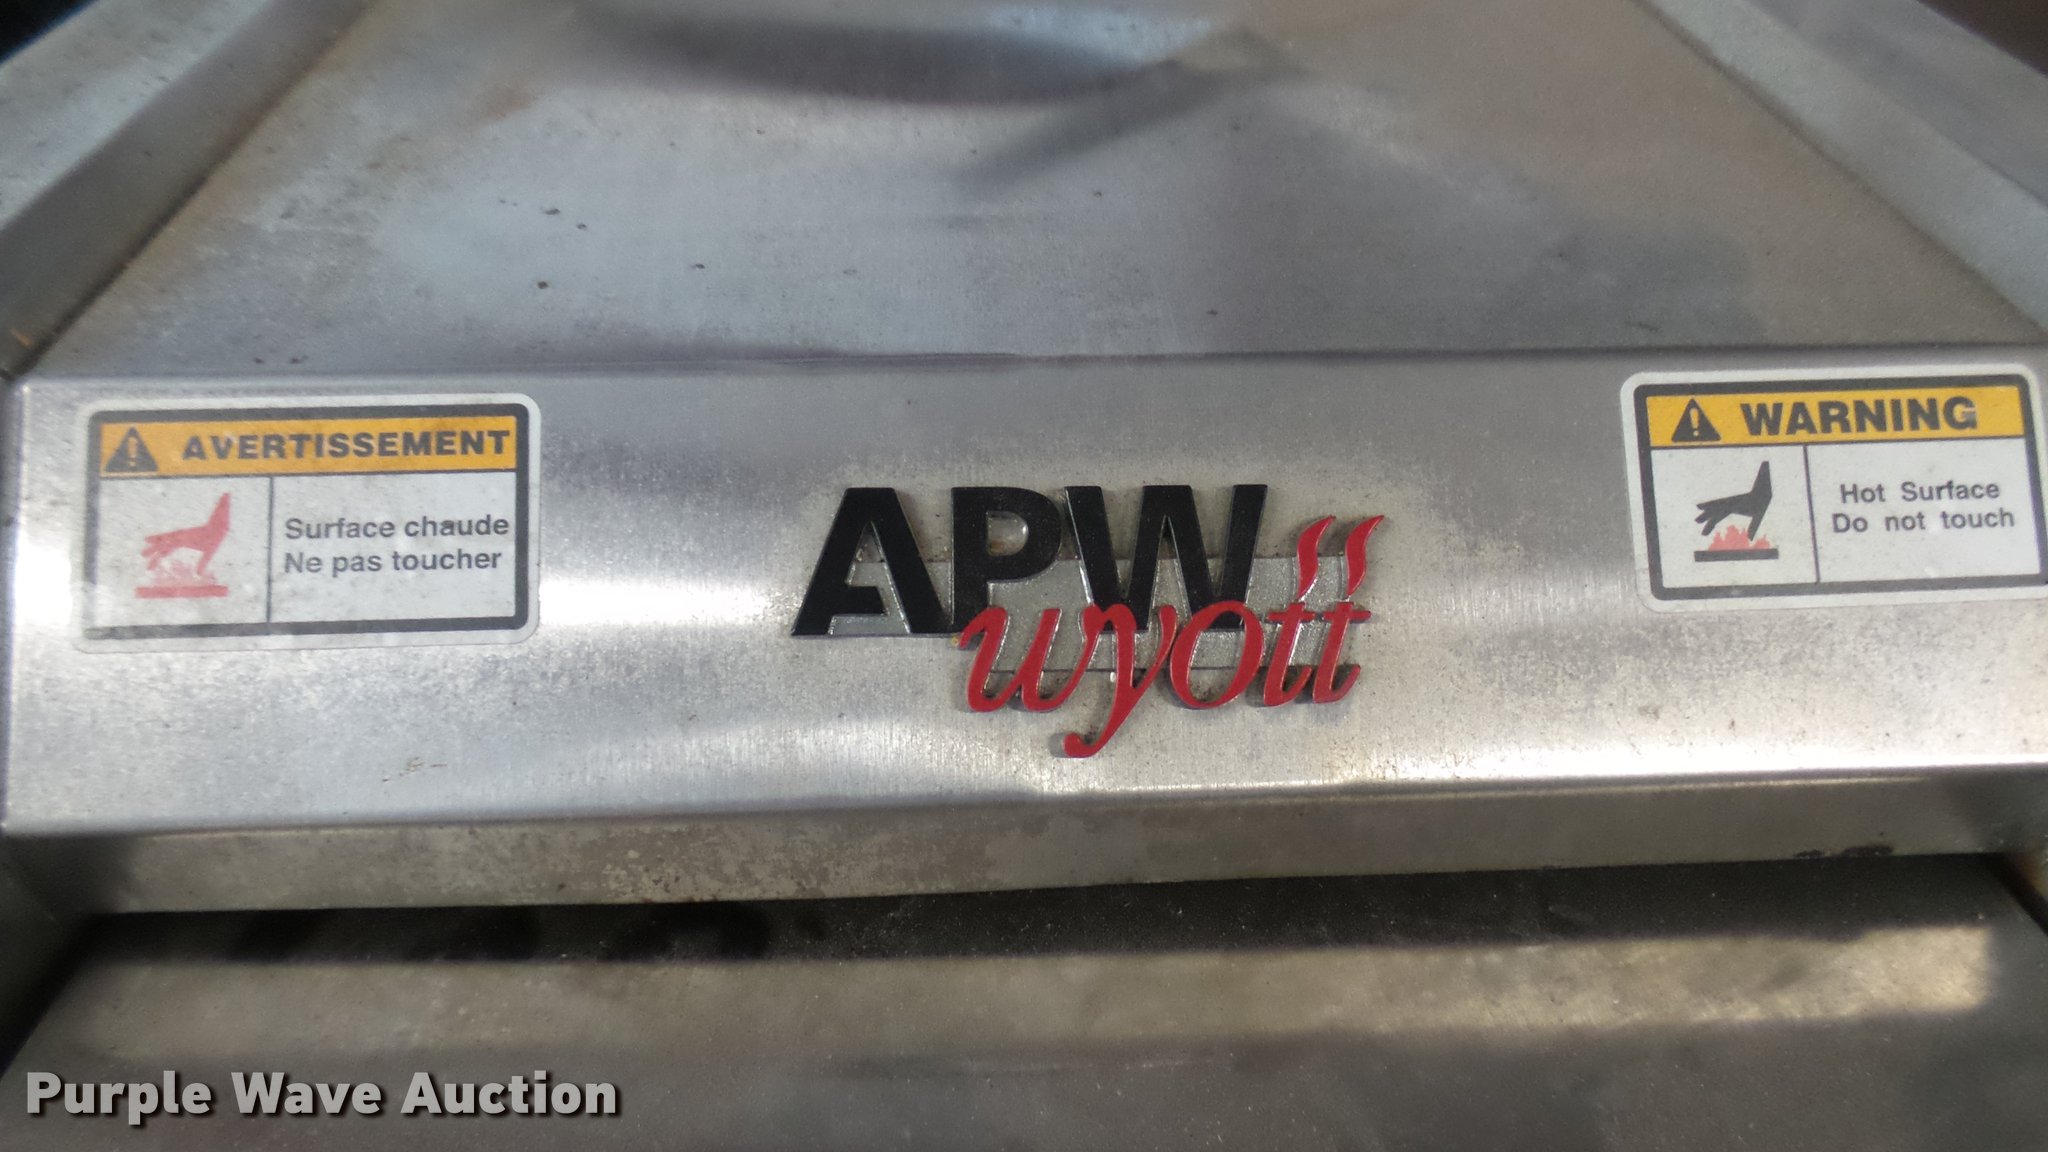 AVERTISSEMENT
Surface chaude
Ne pas toucher
APW
wyott
WARNING
Hot Surface
Do not touch
Purple Wave Auction